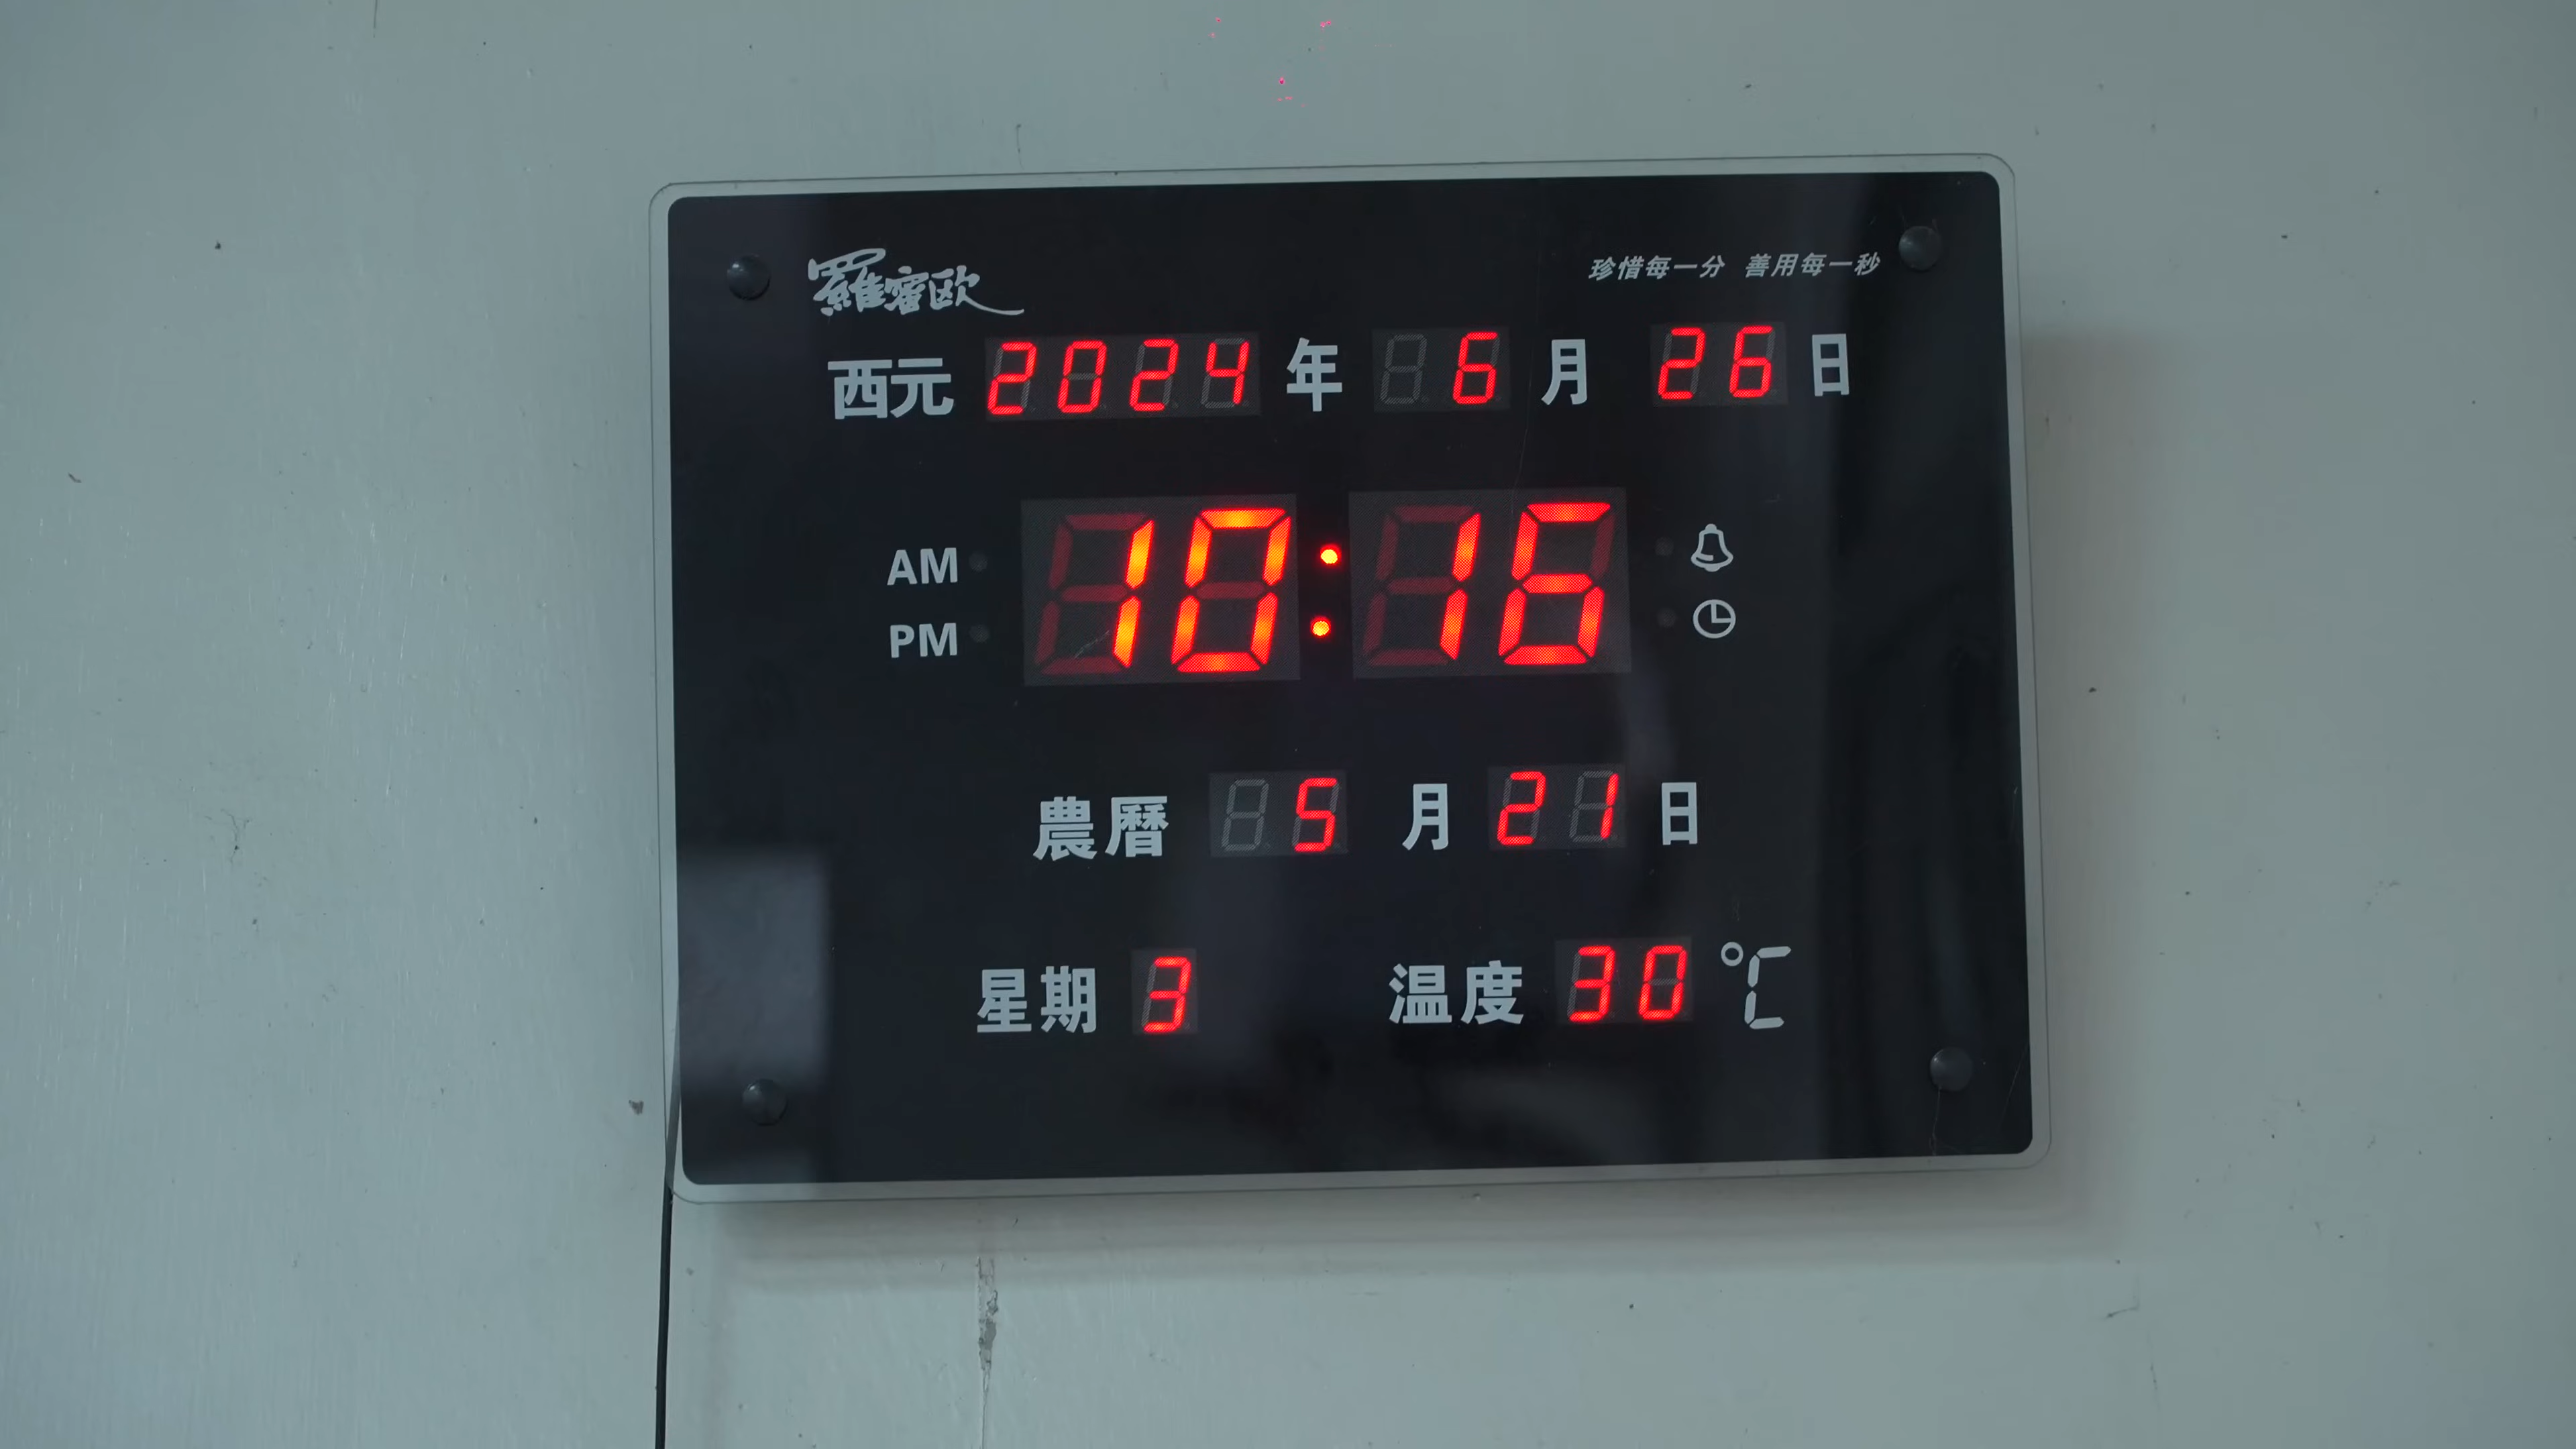 羅蜜歐
珍惜每一分 善用每一秒
西元 2024 年 6 月 26 日
AM
PM
10:16
農曆 5 月 21 日
星期 3 温度 30 °C